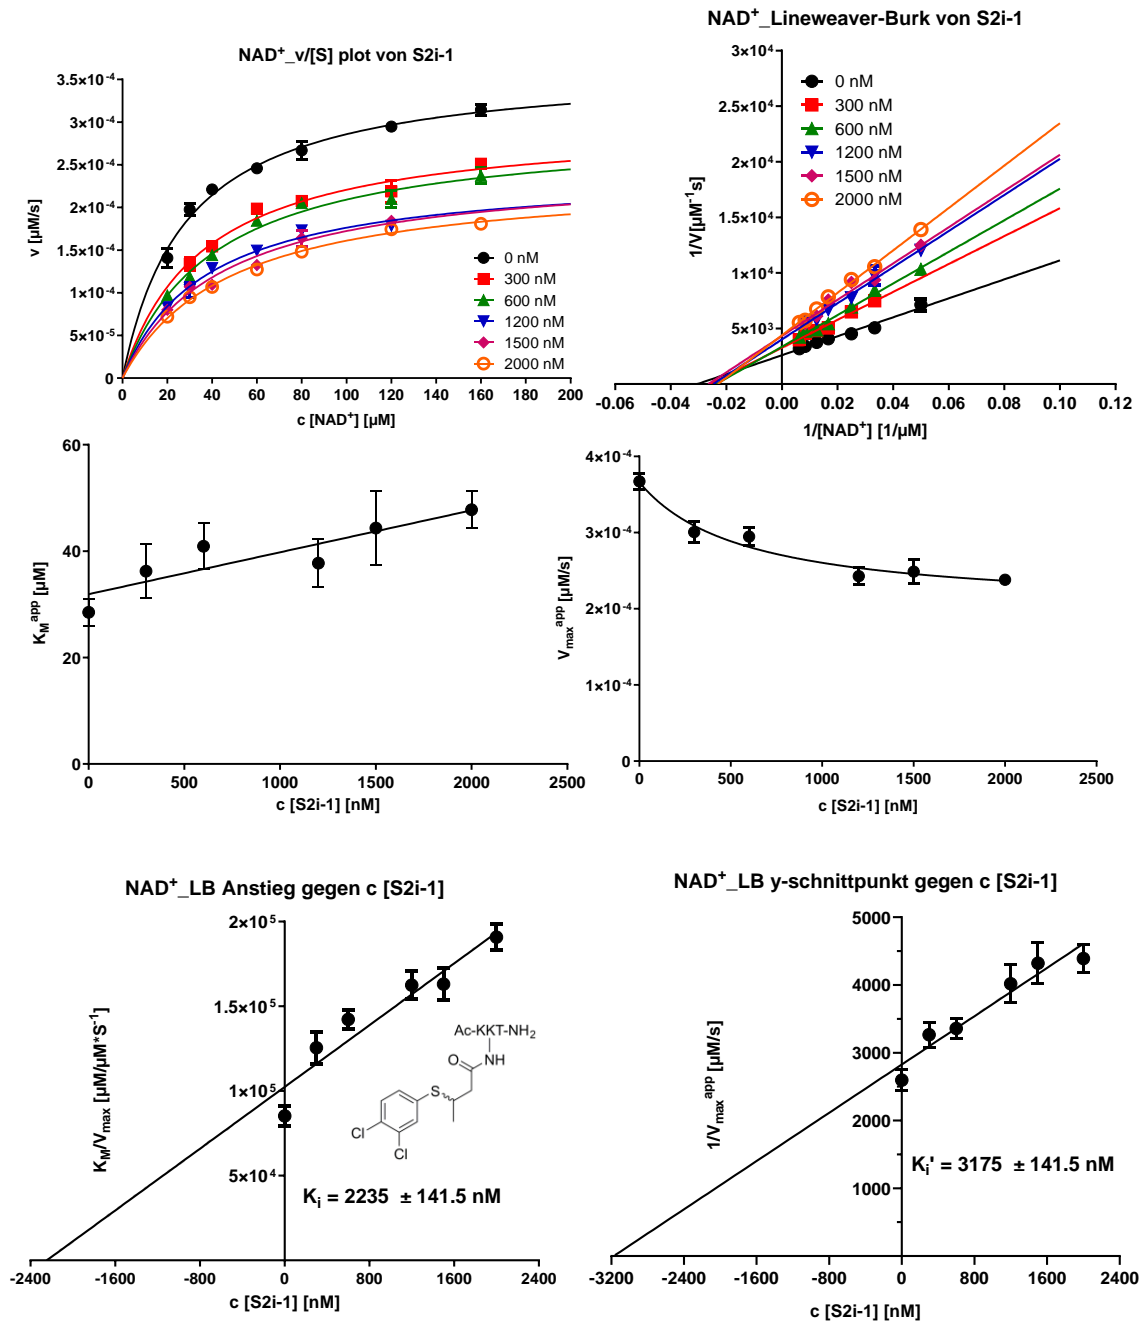 NAD⁺_v/[S] plot von S2i-1
3.5×10⁻⁴
3×10⁻⁴
2.5×10⁻⁴
2×10⁻⁴
1.5×10⁻⁴
1×10⁻⁴
5×10⁻⁵
0
v [µM/s]
0 nM
300 nM
600 nM
1200 nM
1500 nM
2000 nM
0 20 40 60 80 100 120 140 160 180 200
c [NAD⁺] [µM]
NAD⁺_Lineweaver-Burk von S2i-1
3×10⁴
2.5×10⁴
2×10⁴
1.5×10⁴
1×10⁴
5×10³
1/V[µM⁻¹s]
0 nM
300 nM
600 nM
1200 nM
1500 nM
2000 nM
-0.06 -0.04 -0.02 0.00 0.02 0.04 0.06 0.08 0.10 0.12
1/[NAD⁺] [1/µM]
60
40
20
0
K_M^app [µM]
0 500 1000 1500 2000 2500
c [S2i-1] [nM]
4×10⁻⁴
3×10⁻⁴
2×10⁻⁴
1×10⁻⁴
0
V_max^app [µM/s]
0 500 1000 1500 2000 2500
c [S2i-1] [nM]
NAD⁺_LB Anstieg gegen c [S2i-1]
2×10⁵
1.5×10⁵
1×10⁵
5×10⁴
K_M/V_max [µM/µM*S⁻¹]
Ac-KKT-NH₂
O
NH
S
Cl
Cl
K_i = 2235 ± 141.5 nM
-2400 -1600 -800 0 800 1600 2400
c [S2i-1] [nM]
NAD⁺_LB y-schnittpunkt gegen c [S2i-1]
5000
4000
3000
2000
1000
1/V_max^app [µM/s]
K_i' = 3175 ± 141.5 nM
-3200 -2400 -1600 -800 0 800 1600 2400
c [S2i-1] [nM]